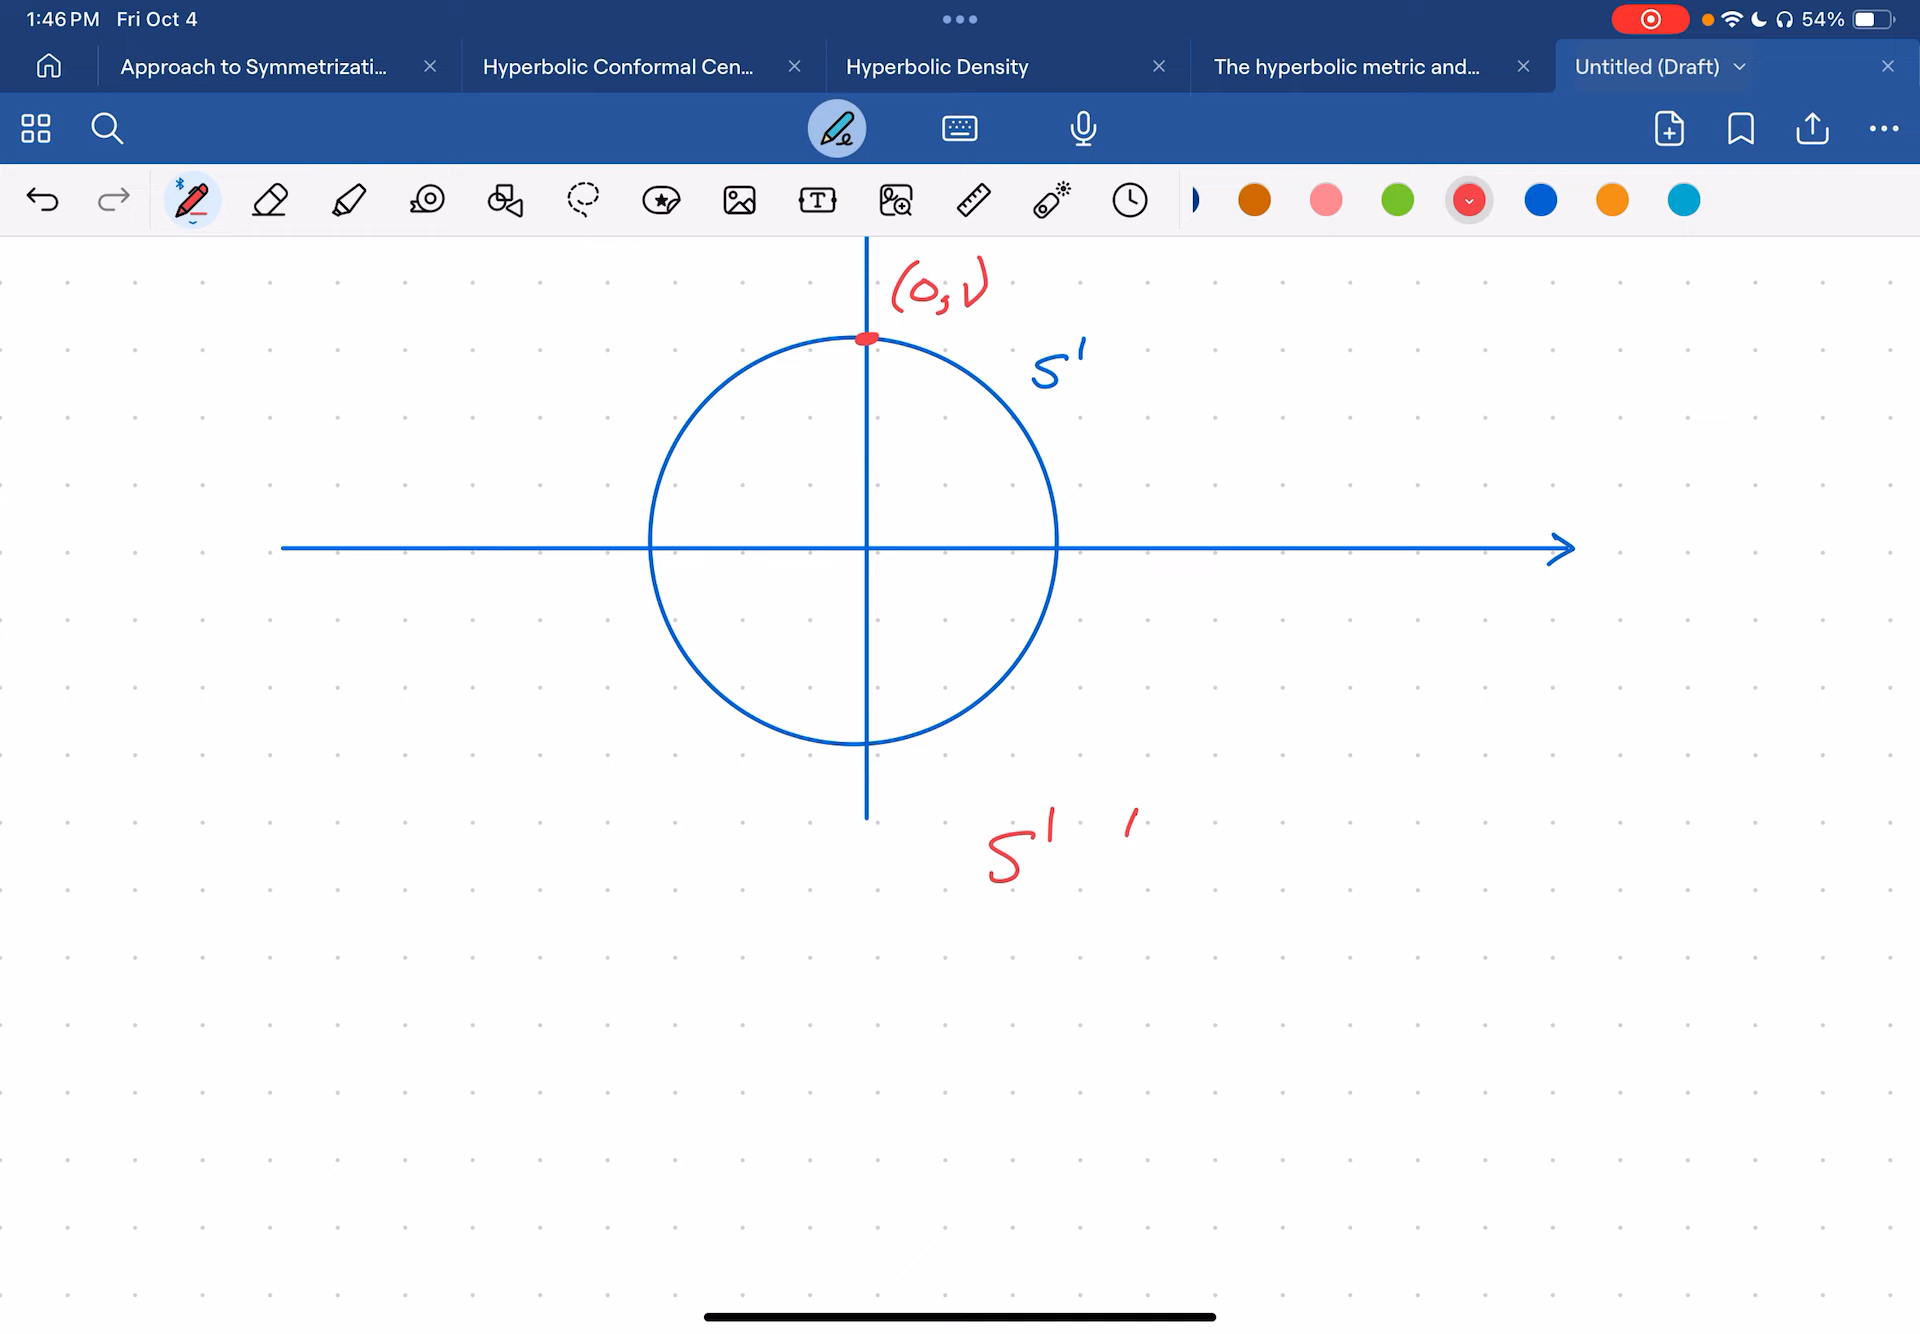 1:46 PM Fri Oct 4 54%
Approach to Symmetrizati... Hyperbolic Conformal Cen... Hyperbolic Density The hyperbolic metric and... Untitled (Draft)
(0,1)
S¹
S¹